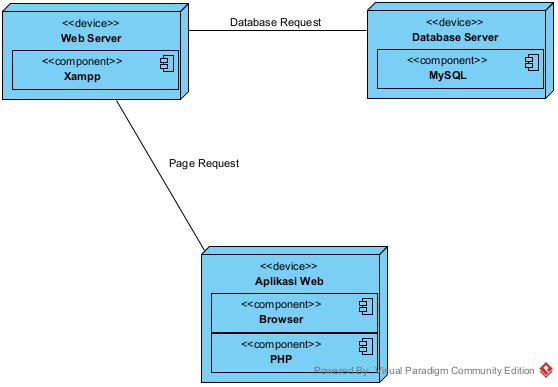 <<device>>
Web Server
<<component>>
Xampp
Database Request
<<device>>
Database Server
<<component>>
MySQL
Page Request
<<device>>
Aplikasi Web
<<component>>
Browser
<<component>>
PHP
Powered By Visual Paradigm Community Edition